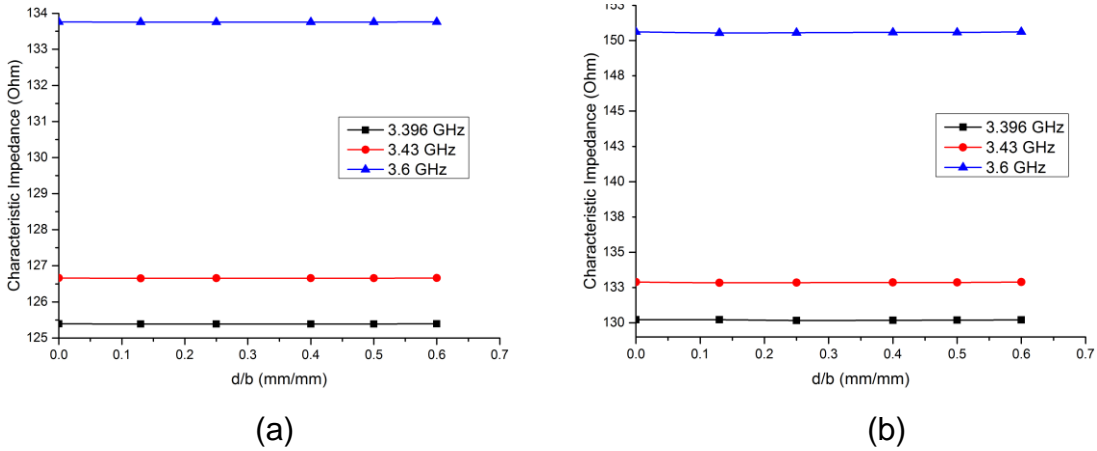 134
133
132
131
130
129
128
127
126
125
Characteristic Impedance (Ohm)
3.396 GHz
3.43 GHz
3.6 GHz
0.0 0.1 0.2 0.3 0.4 0.5 0.6 0.7
d/b (mm/mm)
(a)
153
150
148
145
143
140
138
135
133
130
Characteristic Impedance (Ohm)
3.396 GHz
3.43 GHz
3.6 GHz
0.0 0.1 0.2 0.3 0.4 0.5 0.6 0.7
d/b (mm/mm)
(b)